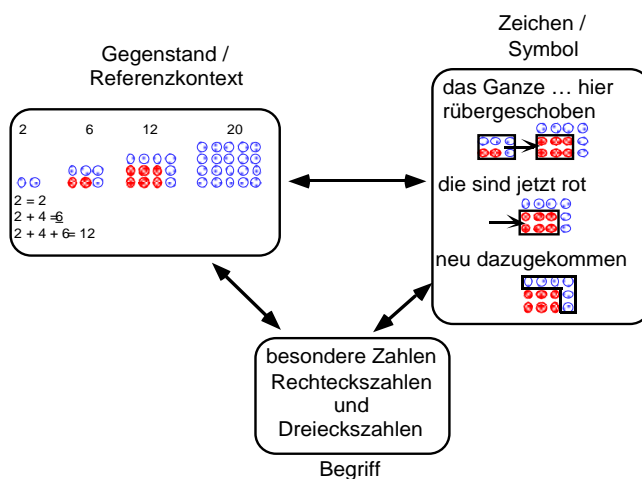 Gegenstand /
Referenzkontext
2 6 12 20
2 = 2
2 + 4 = 6
2 + 4 + 6= 12
Zeichen /
Symbol
das Ganze … hier
rübergeschoben
die sind jetzt rot
neu dazugekommen
besondere Zahlen
Rechteckszahlen
und
Dreieckszahlen
Begriff